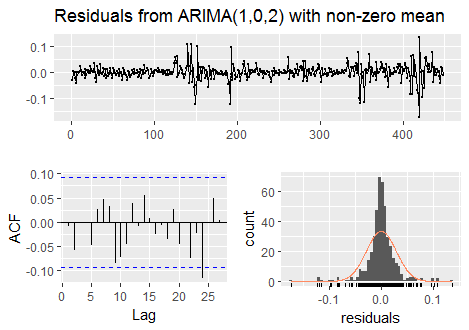 Residuals from ARIMA(1,0,2) with non-zero mean
0.1
0.0
-0.1
0 100 200 300 400
0.10
0.05
0.00
-0.05
-0.10
ACF
0 5 10 15 20 25
Lag
60
40
20
0
count
-0.1 0.0 0.1
residuals